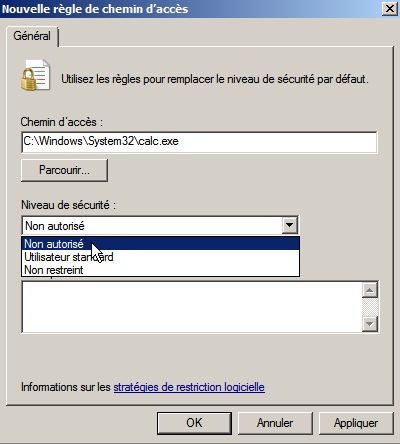 Nouvelle règle de chemin d'accès
Général
Utilisez les règles pour remplacer le niveau de sécurité par défaut.
Chemin d'accès :
C:\Windows\System32\calc.exe
Parcourir...
Niveau de sécurité :
Non autorisé
Non autorisé
Utilisateur standard
Non restreint
Informations sur les stratégies de restriction logicielle
OK Annuler Appliquer